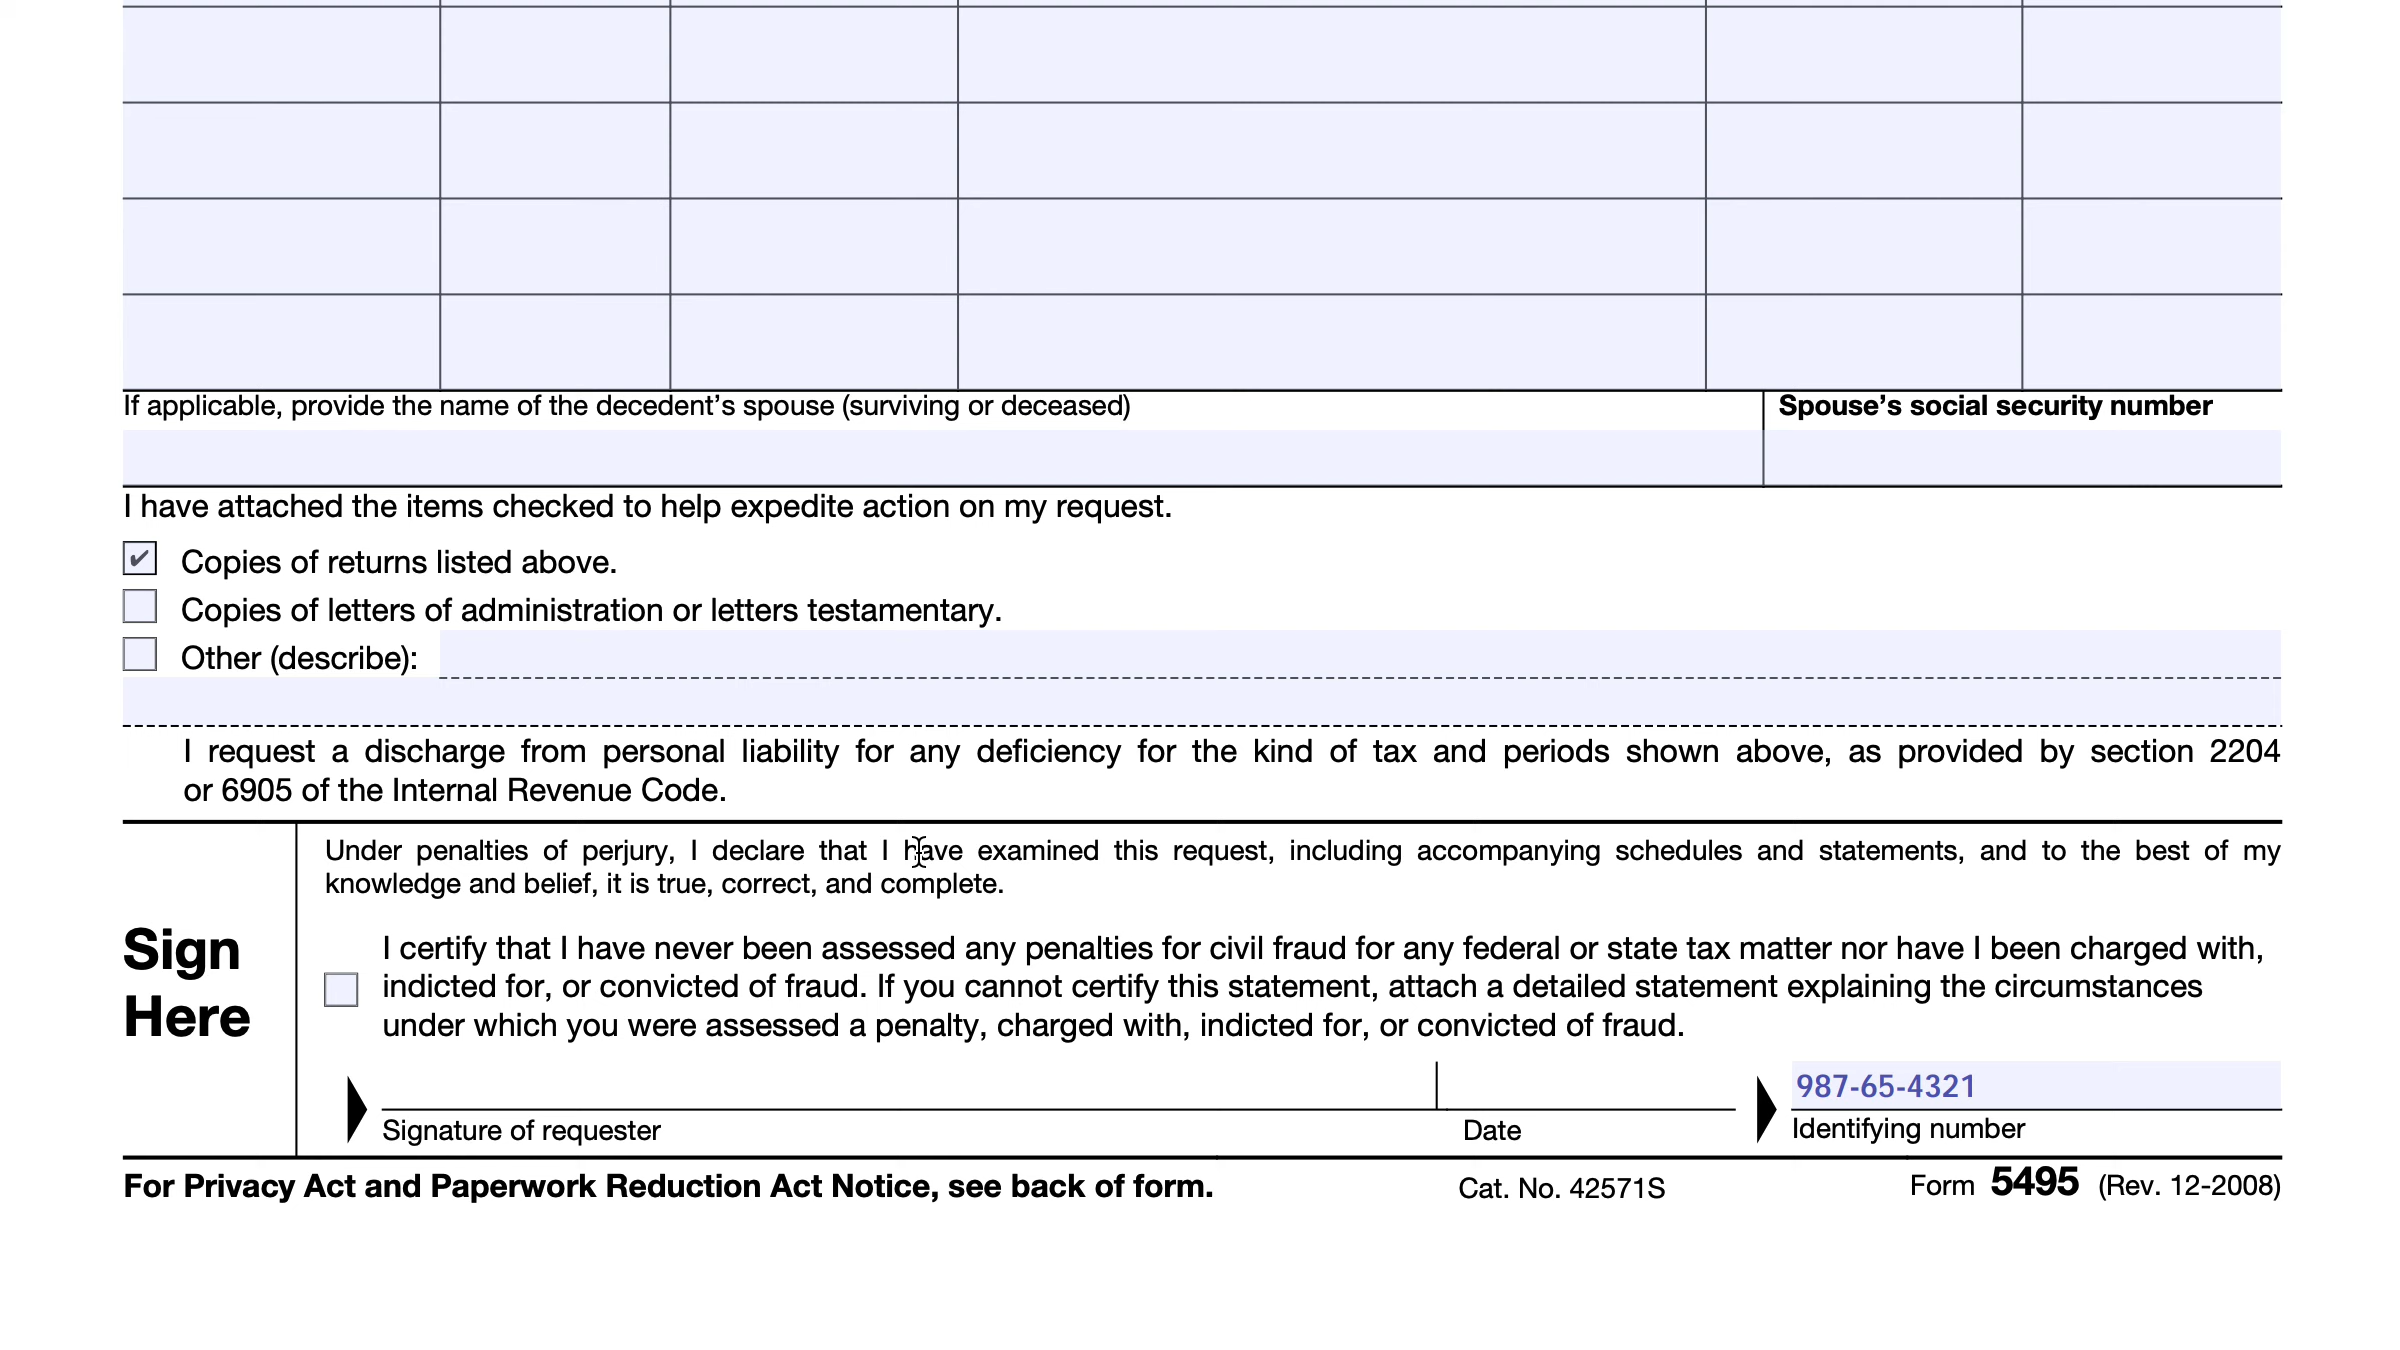 If applicable, provide the name of the decedent’s spouse (surviving or deceased)
Spouse’s social security number
I have attached the items checked to help expedite action on my request.
✔ Copies of returns listed above.
Copies of letters of administration or letters testamentary.
Other (describe):
I request a discharge from personal liability for any deficiency for the kind of tax and periods shown above, as provided by section 2204
or 6905 of the Internal Revenue Code.
Sign
Here
Under penalties of perjury, I declare that I have examined this request, including accompanying schedules and statements, and to the best of my
knowledge and belief, it is true, correct, and complete.
I certify that I have never been assessed any penalties for civil fraud for any federal or state tax matter nor have I been charged with,
indicted for, or convicted of fraud. If you cannot certify this statement, attach a detailed statement explaining the circumstances
under which you were assessed a penalty, charged with, indicted for, or convicted of fraud.
987-65-4321
Signature of requester
Date
Identifying number
For Privacy Act and Paperwork Reduction Act Notice, see back of form.
Cat. No. 42571S
Form 5495 (Rev. 12-2008)